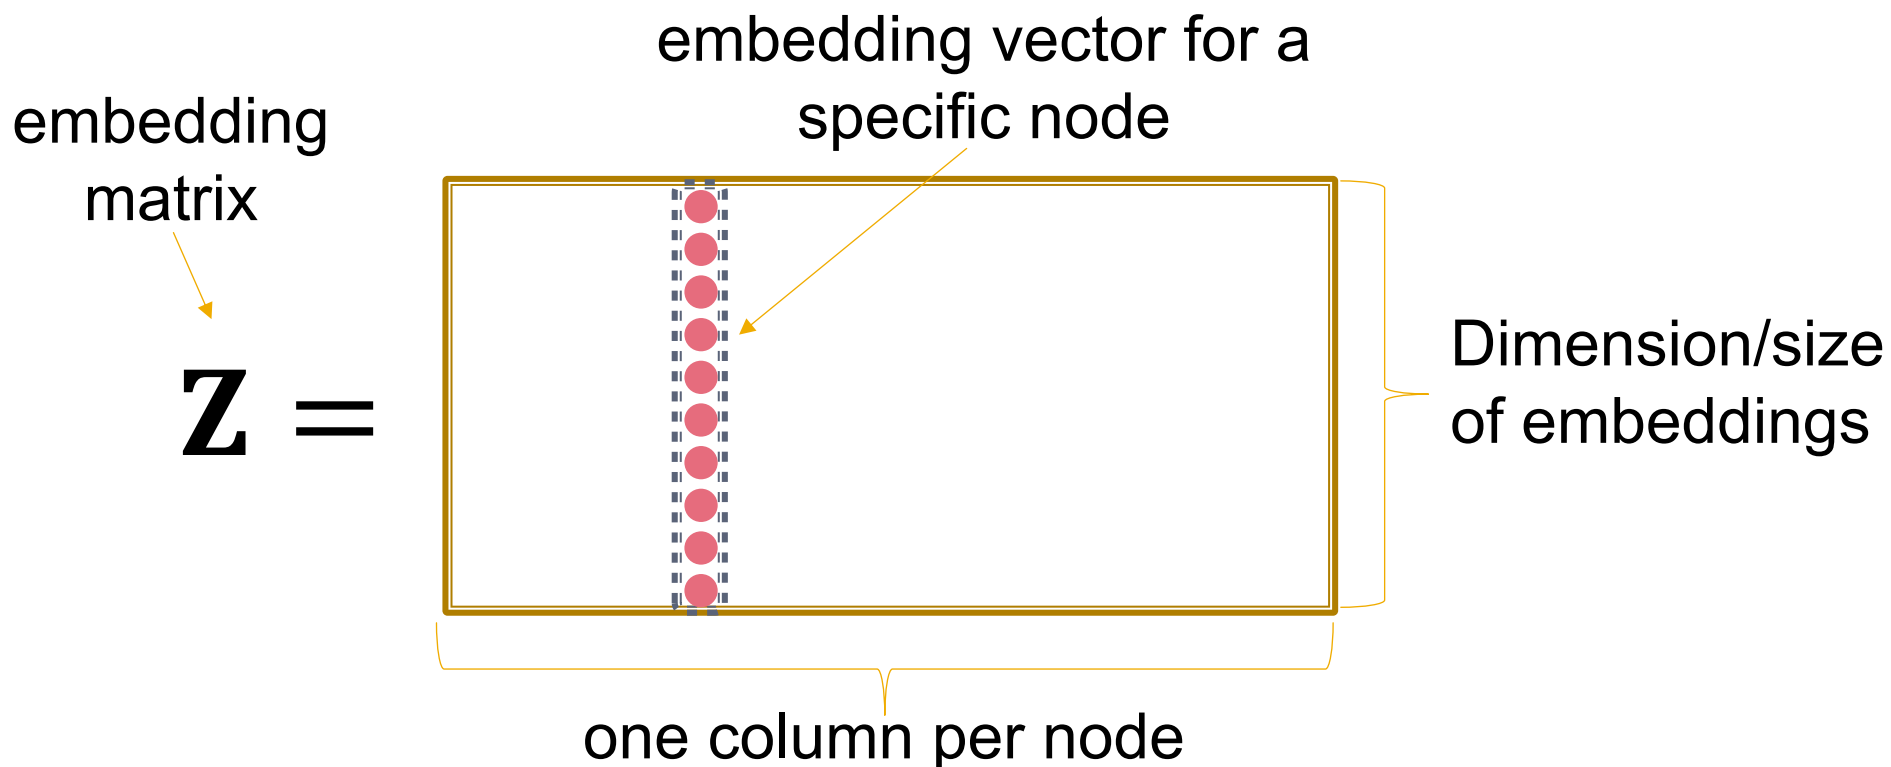 embedding vector for a
specific node
embedding
matrix
Z =
Dimension/size
of embeddings
one column per node